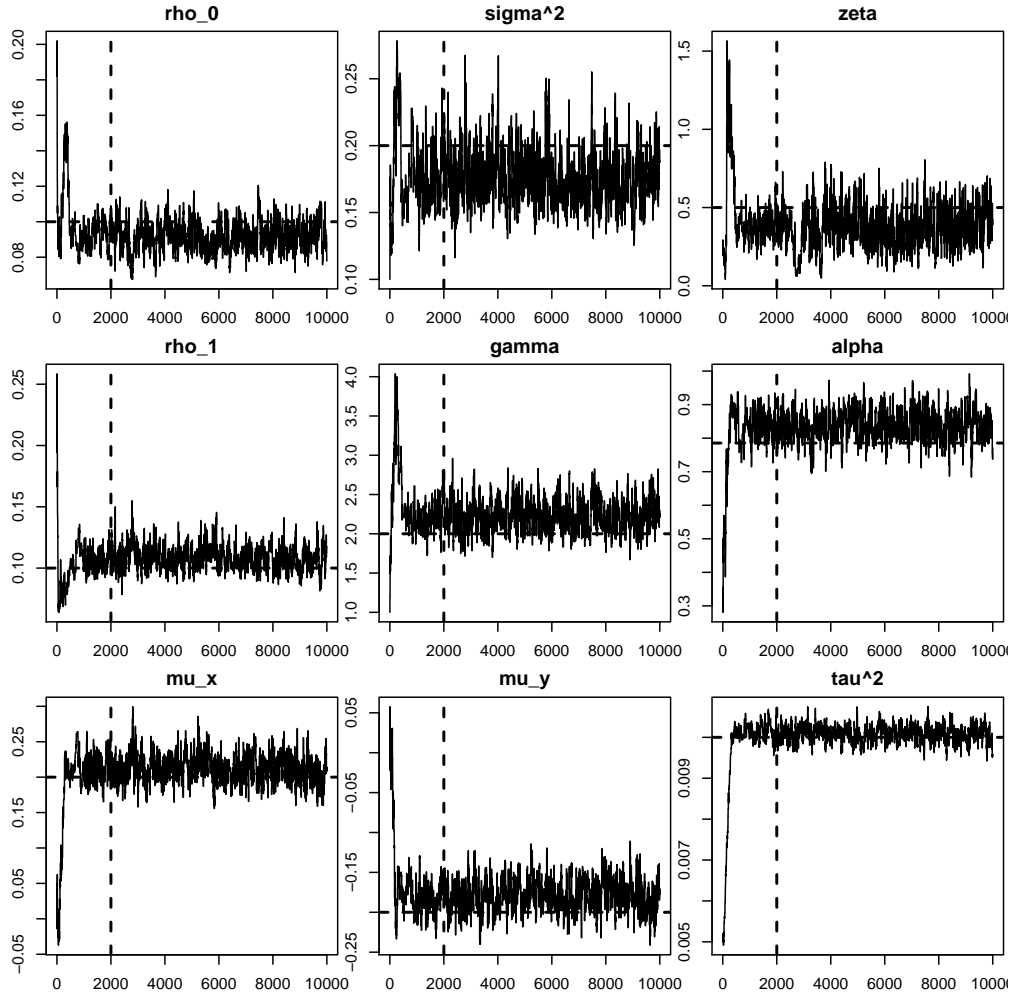 rho_0 sigma^2 zeta
0.08 0.12 0.16 0.20
0.10 0.15 0.20 0.25
0.0 0.5 1.0 1.5
0 2000 4000 6000 8000 10000 0 2000 4000 6000 8000 10000 0 2000 4000 6000 8000 1000
rho_1 gamma alpha
0.10 0.15 0.20 0.25
1.0 1.5 2.0 2.5 3.0 4.0
0.3 0.5 0.7 0.9
0 2000 4000 6000 8000 10000 0 2000 4000 6000 8000 10000 0 2000 4000 6000 8000 1000
mu_x mu_y tau^2
−0.05 0.05 0.15 0.25
−0.25 −0.15 −0.05 0.05
0.005 0.007 0.009
0 2000 4000 6000 8000 10000 0 2000 4000 6000 8000 10000 0 2000 4000 6000 8000 1000